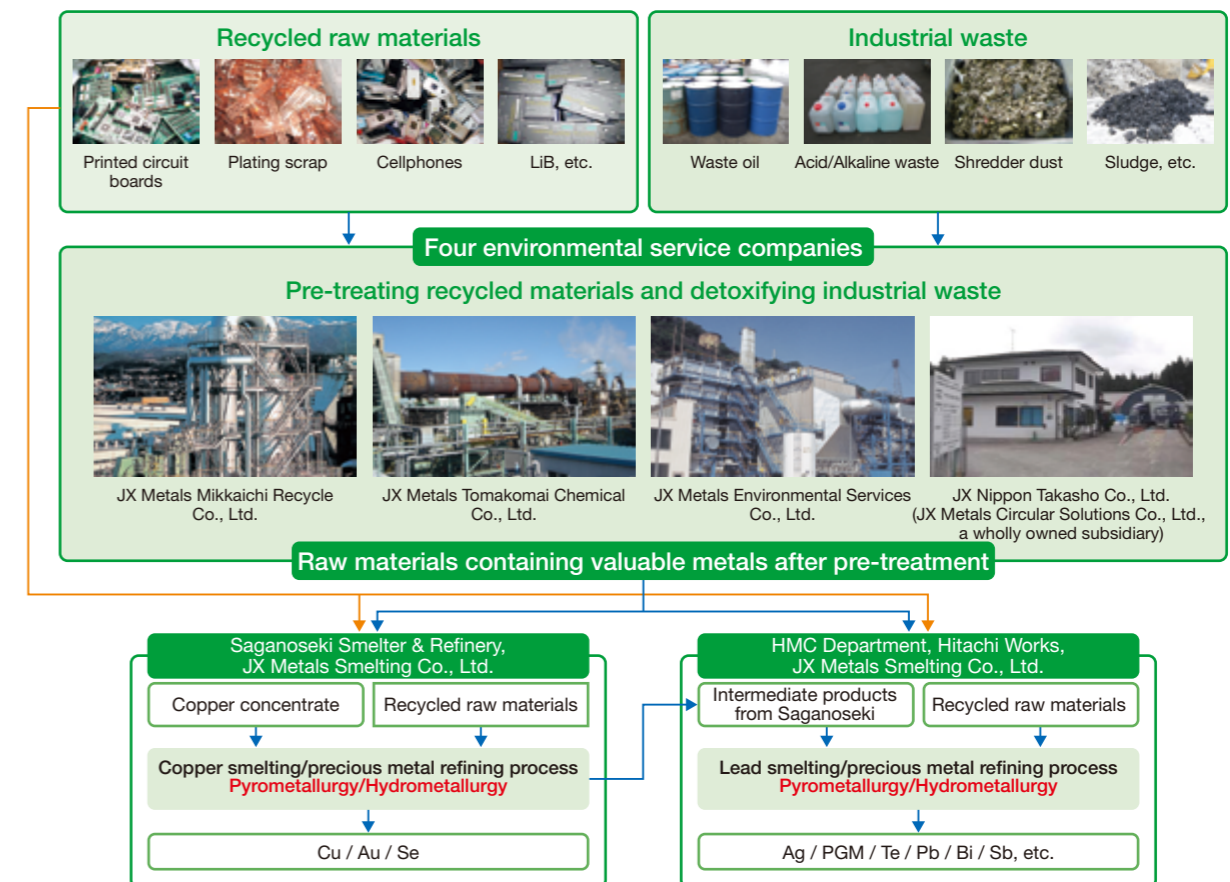 Recycled raw materials
Industrial waste
Printed circuit
boards
Plating scrap
Cellphones
LiB, etc.
Waste oil
Acid/Alkaline waste
Shredder dust
Sludge, etc.
Four environmental service companies
Pre-treating recycled materials and detoxifying industrial waste
JX Metals Mikkaichi Recycle
Co., Ltd.
JX Metals Tomakomai Chemical
Co., Ltd.
JX Metals Environmental Services
Co., Ltd.
JX Nippon Takasho Co., Ltd.
(JX Metals Circular Solutions Co., Ltd.,
a wholly owned subsidiary)
Raw materials containing valuable metals after pre-treatment
Saganoseki Smelter & Refinery,
JX Metals Smelting Co., Ltd.
Copper concentrate
Recycled raw materials
Copper smelting/precious metal refining process
Pyrometallurgy/Hydrometallurgy
Cu / Au / Se
HMC Department, Hitachi Works,
JX Metals Smelting Co., Ltd.
Intermediate products
from Saganoseki
Recycled raw materials
Lead smelting/precious metal refining process
Pyrometallurgy/Hydrometallurgy
Ag / PGM / Te / Pb / Bi / Sb, etc.